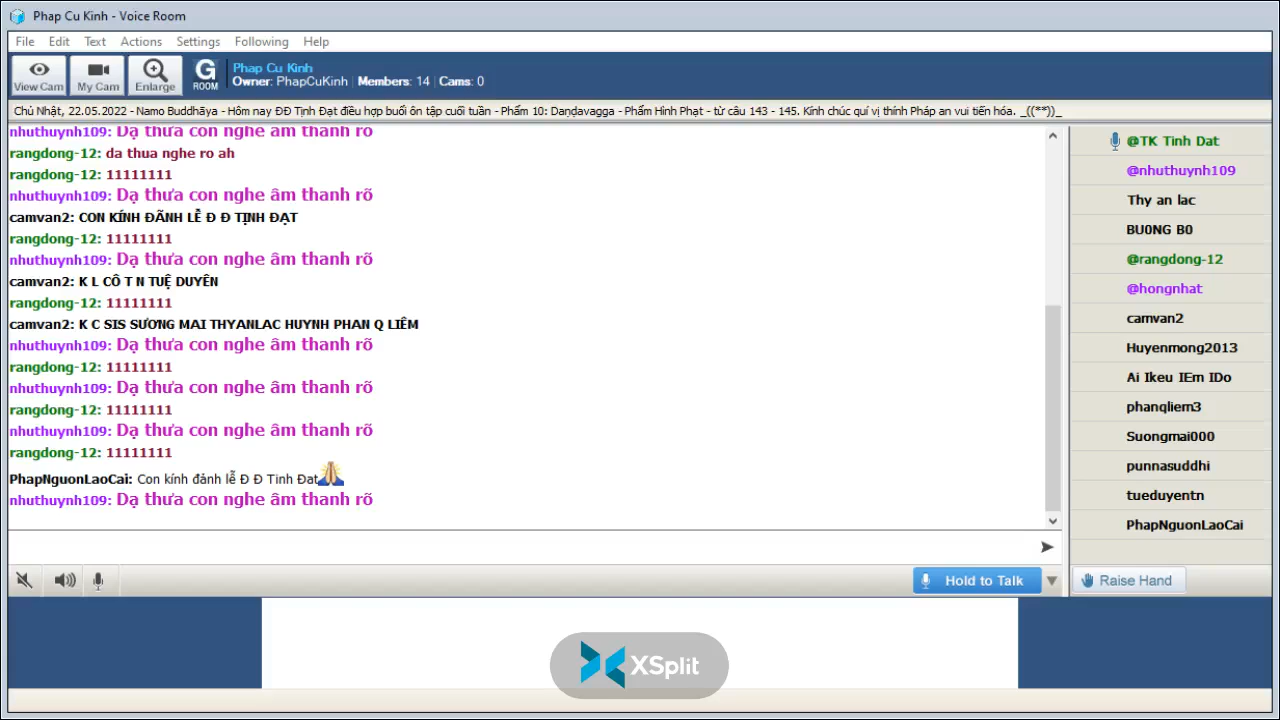 Phap Cu Kinh - Voice Room
File Edit Text Actions Settings Following Help
View Cam My Cam Enlarge G ROOM
Phap Cu Kinh
Owner: PhapCuKinh | Members: 14 | Cams: 0
Chủ Nhật, 22.05.2022 - Namo Buddhāya - Hôm nay ĐĐ Tịnh Đạt điều hợp buổi ôn tập cuối tuần - Phẩm 10: Daṇḍavagga - Phẩm Hình Phạt - từ câu 143 - 145. Kính chúc quí vị thính Pháp an vui tiến hóa. _((**))_
nhuthuynh109: Dạ thưa con nghe âm thanh rõ
rangdong-12: da thua nghe ro ah
rangdong-12: 11111111
nhuthuynh109: Dạ thưa con nghe âm thanh rõ
camvan2: CON KÍNH ĐÃNH LỄ Đ Đ TỊNH ĐẠT
rangdong-12: 11111111
nhuthuynh109: Dạ thưa con nghe âm thanh rõ
camvan2: K L CÔ T N TUỆ DUYÊN
rangdong-12: 11111111
camvan2: K C SIS SƯƠNG MAI THYANLAC HUYNH PHAN Q LIÊM
nhuthuynh109: Dạ thưa con nghe âm thanh rõ
rangdong-12: 11111111
nhuthuynh109: Dạ thưa con nghe âm thanh rõ
rangdong-12: 11111111
nhuthuynh109: Dạ thưa con nghe âm thanh rõ
rangdong-12: 11111111
PhapNguonLaoCai: Con kính đảnh lễ Đ Đ Tinh Đat
nhuthuynh109: Dạ thưa con nghe âm thanh rõ
@TK Tinh Dat
@nhuthuynh109
Thy an lac
BU0NG B0
@rangdong-12
@hongnhat
camvan2
Huyenmong2013
Ai Ikeu IEm IDo
phanqliem3
Suongmai000
punnasuddhi
tueduyentn
PhapNguonLaoCai
Hold to Talk
Raise Hand
XSplit